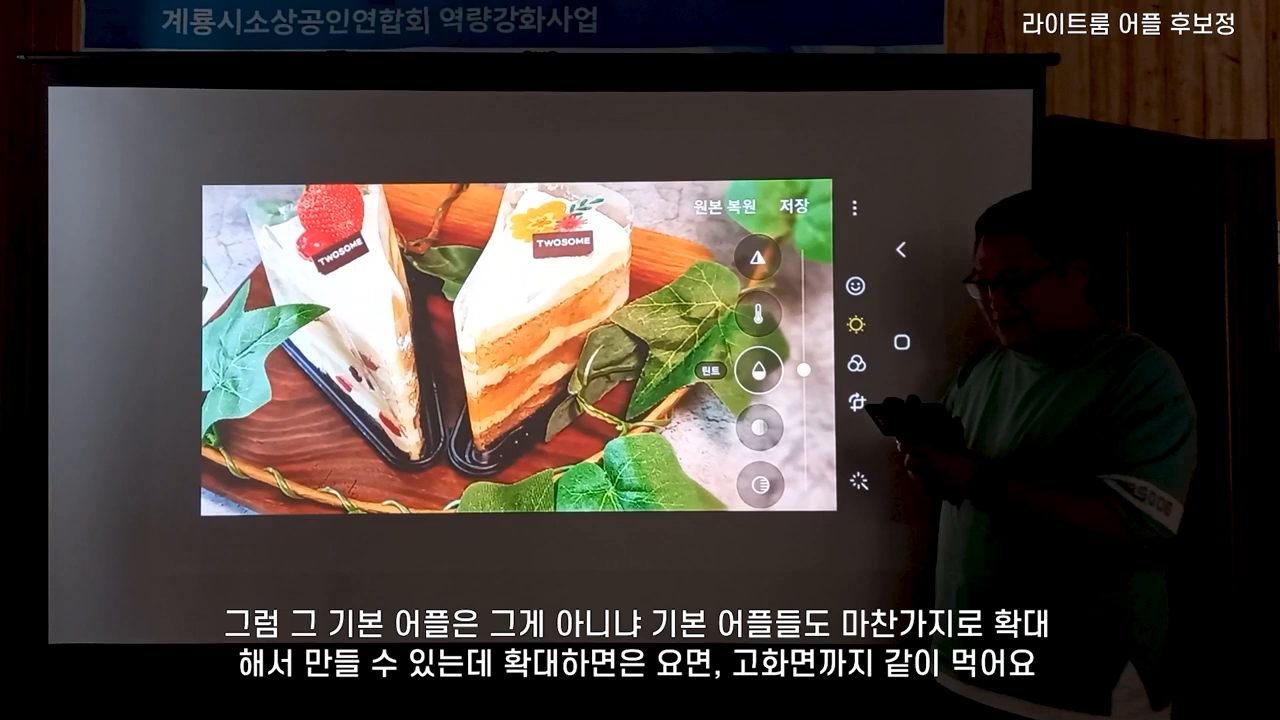 계룡시소상공인연합회 역량강화사업
라이트룸 어플 후보정
원본 복원 저장
TWOSOME
TWOSOME
틴트
그럼 그 기본 어플은 그게 아니냐 기본 어플들도 마찬가지로 확대
해서 만들 수 있는데 확대하면은 요면, 고화면까지 같이 먹어요